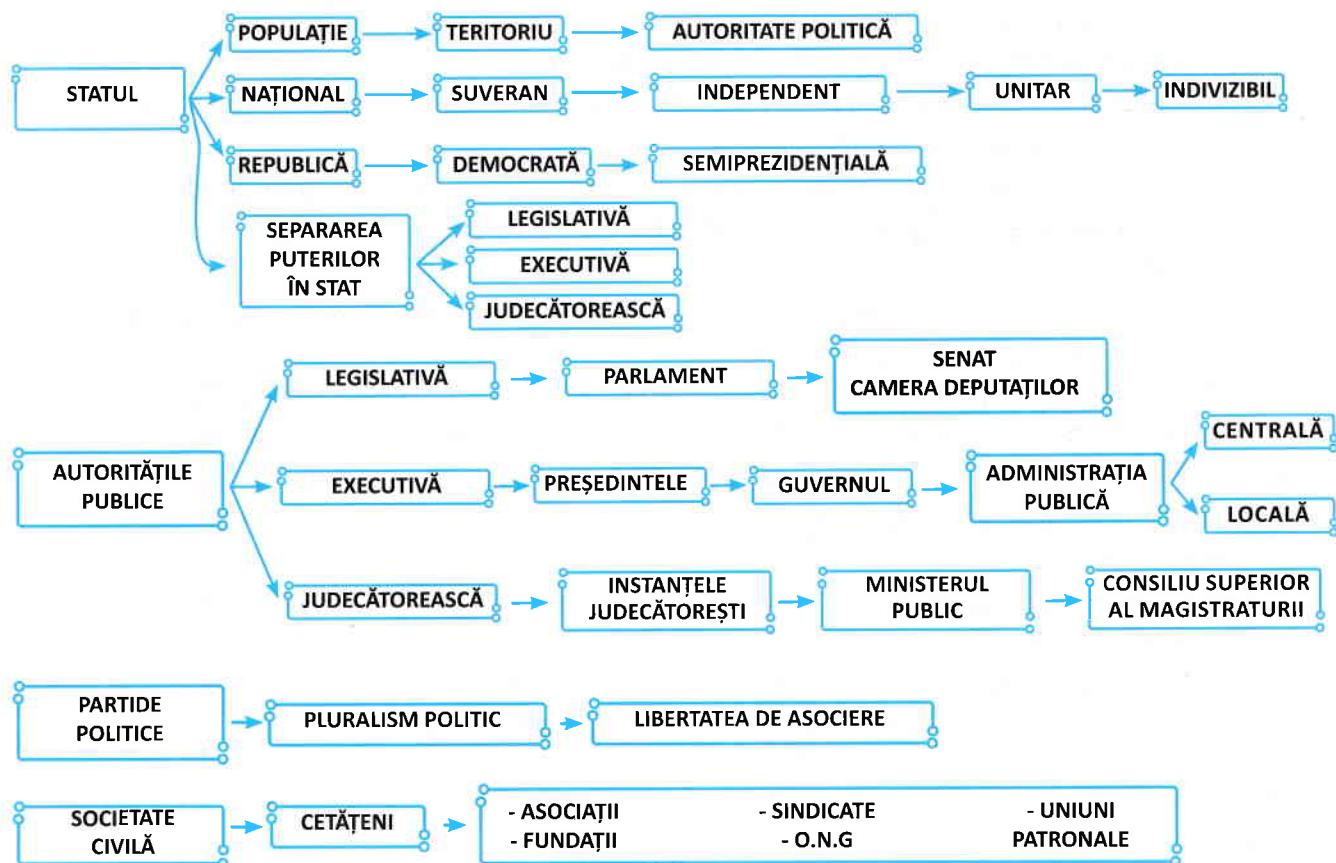 POPULAȚIE TERITORIU AUTORITATE POLITICĂ
STATUL NAȚIONAL SUVERAN INDEPENDENT UNITAR INDIVIZIBIL
REPUBLICĂ DEMOCRATĂ SEMIPREZIDENȚIALĂ
SEPARAREA
PUTERILOR
ÎN STAT
LEGISLATIVĂ
EXECUTIVĂ
JUDECĂTOREASCĂ
AUTORITĂȚILE
PUBLICE
LEGISLATIVĂ PARLAMENT
SENAT
CAMERA DEPUTAȚILOR
EXECUTIVĂ PREȘEDINTELE GUVERNUL
ADMINISTRAȚIA
PUBLICĂ
CENTRALĂ
LOCALĂ
JUDECĂTOREASCĂ
INSTANȚELE
JUDECĂTOREȘTI
MINISTERUL
PUBLIC
CONSILIU SUPERIOR
AL MAGISTRATURII
PARTIDE
POLITICE
PLURALISM POLITIC LIBERTATEA DE ASOCIERE
SOCIETATE
CIVILĂ
CETĂȚENI
- ASOCIAȚII - SINDICATE - UNIUNI
- FUNDAȚII - O.N.G PATRONALE